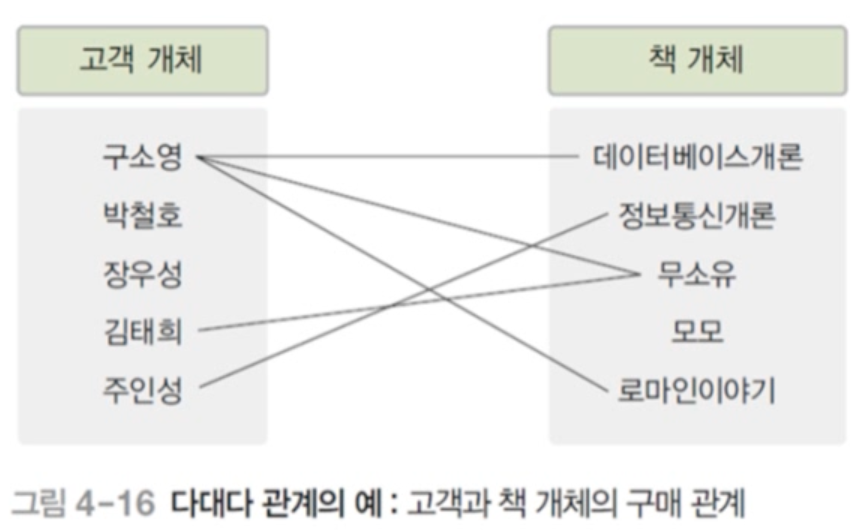 고객 개체
책 개체
구소영
박철호
장우성
김태희
주인성
데이터베이스개론
정보통신개론
무소유
모모
로마인이야기
그림 4-16 다대다 관계의 예 : 고객과 책 개체의 구매 관계